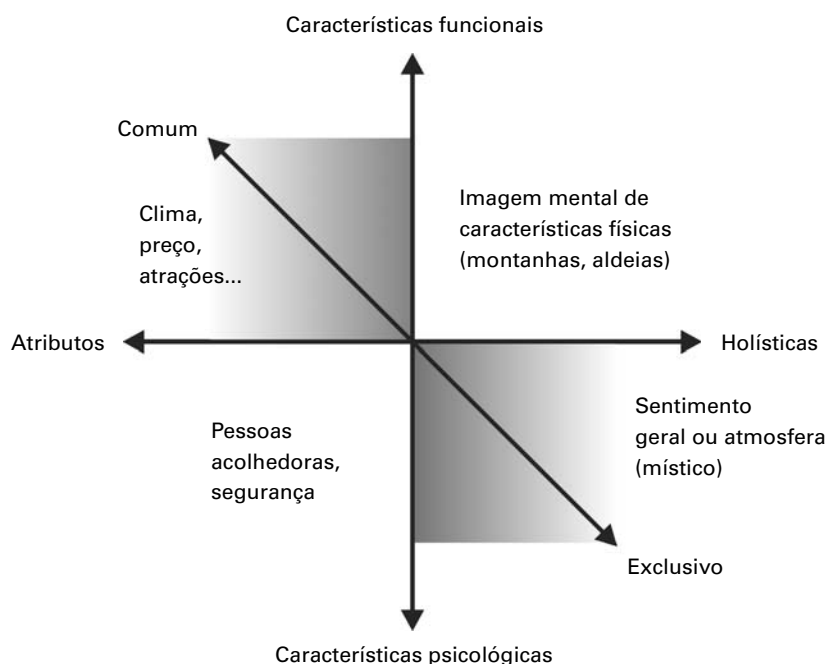 Características funcionais
Comum
Clima,
preço,
atrações...
Imagem mental de
características físicas
(montanhas, aldeias)
Atributos
Holísticas
Pessoas
acolhedoras,
segurança
Sentimento
geral ou atmosfera
(místico)
Exclusivo
Características psicológicas